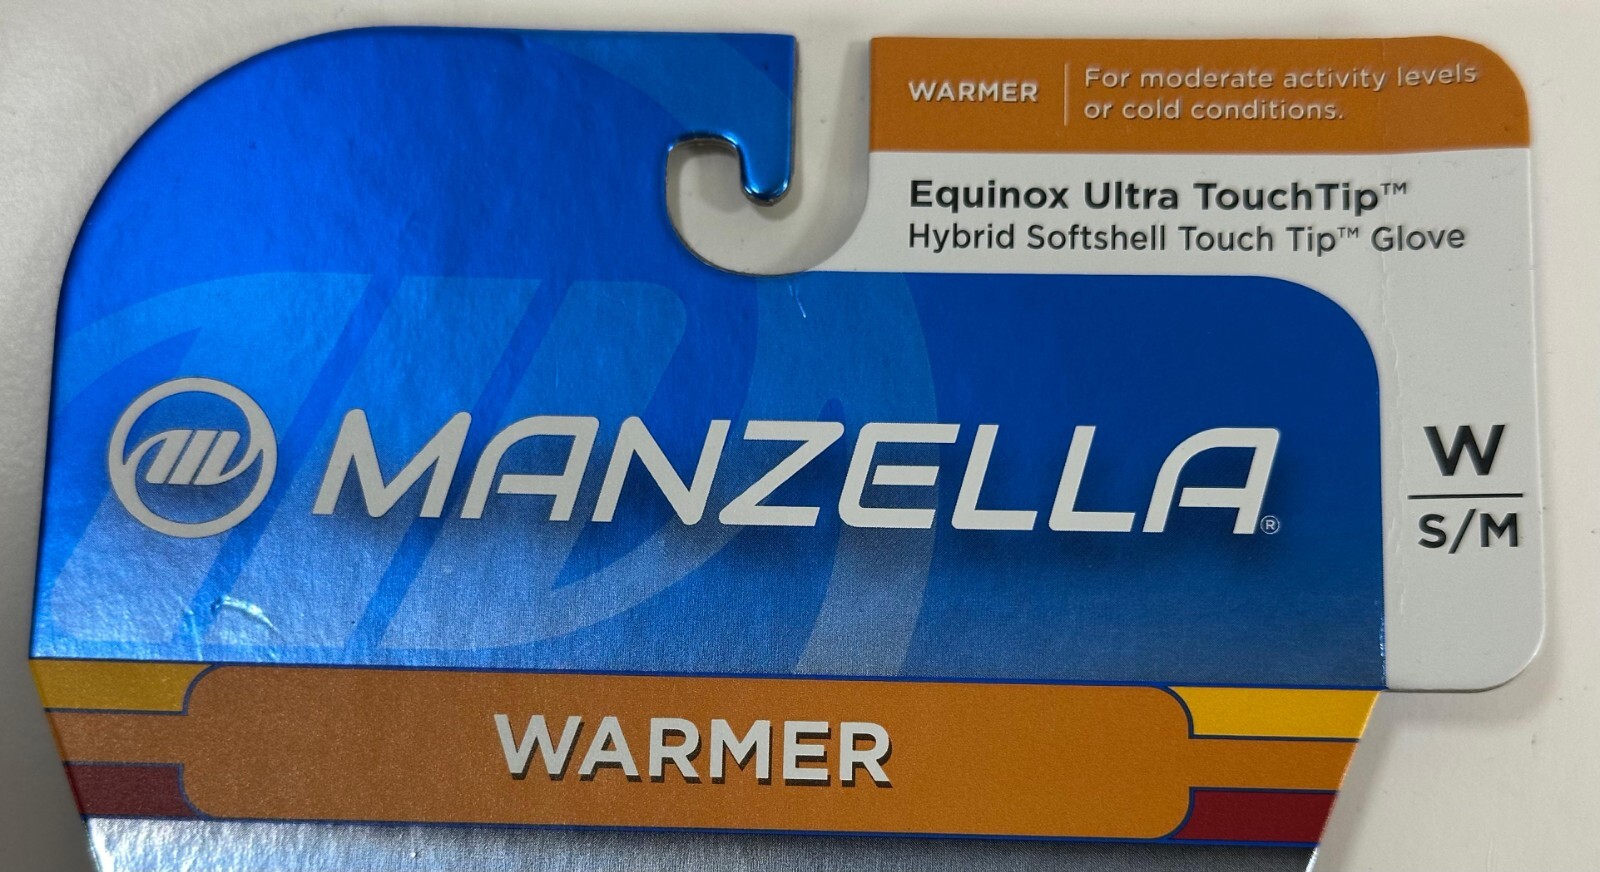 WARMER
For moderate activity levels
or cold conditions.
Equinox Ultra TouchTip™
Hybrid Softshell Touch Tip™ Glove
MANZELLA®
W
S/M
WARMER